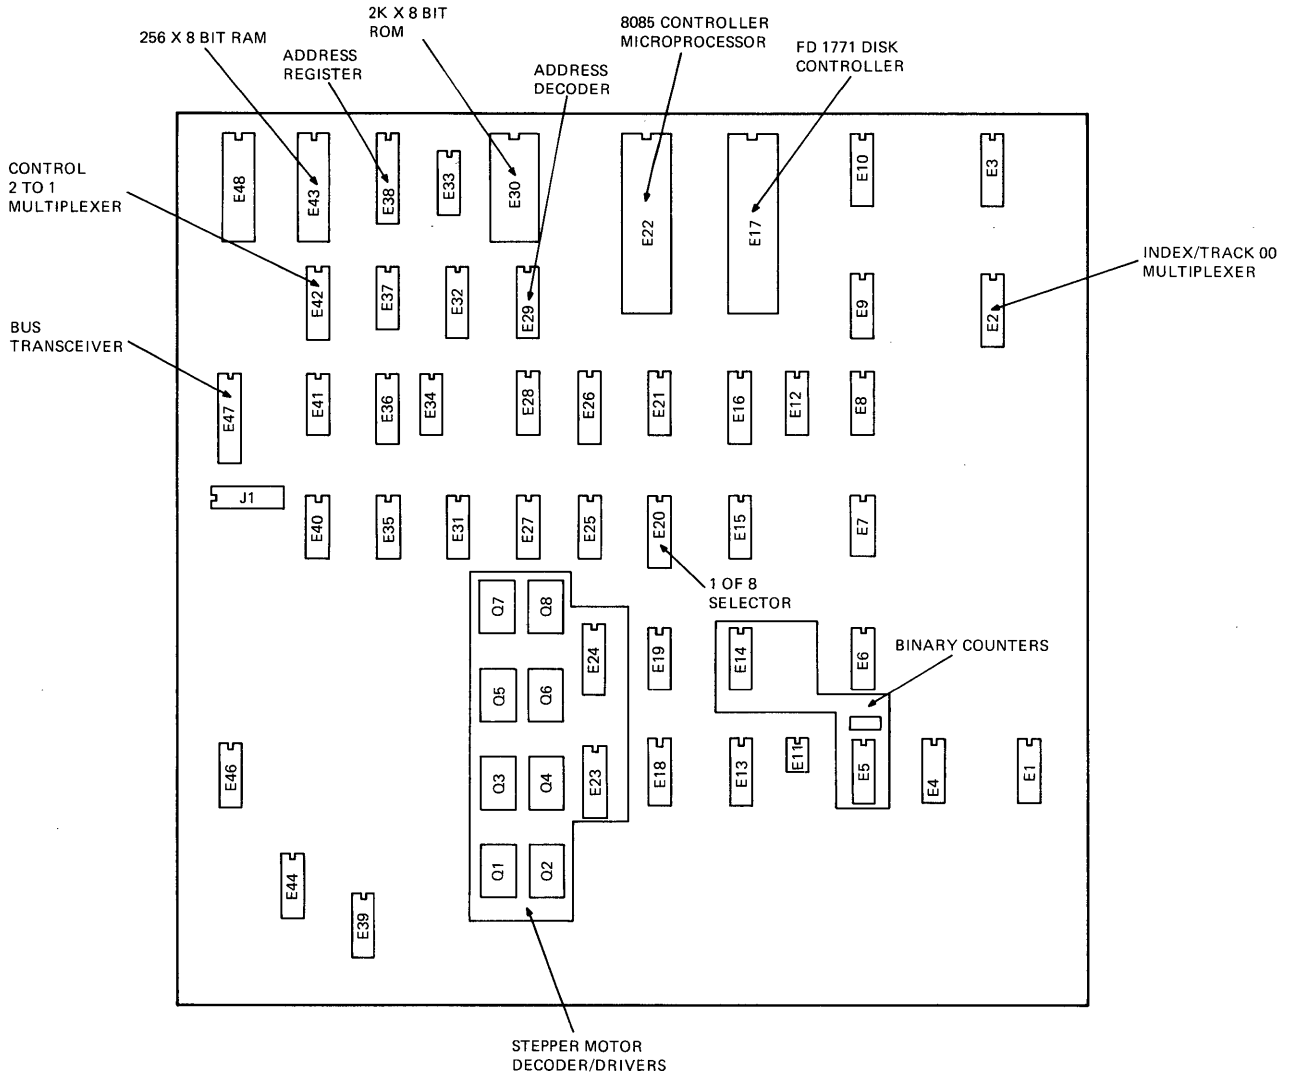 2K X 8 BIT
ROM
8085 CONTROLLER
MICROPROCESSOR
256 X 8 BIT RAM
ADDRESS
REGISTER
ADDRESS
DECODER
FD 1771 DISK
CONTROLLER
CONTROL
2 TO 1
MULTIPLEXER
E48
E43
E38
E33
E30
E22
E17
E10
E3
INDEX/TRACK 00
MULTIPLEXER
E42
E37
E32
E29
E9
E2
BUS
TRANSCEIVER
E47
E41
E36
E34
E28
E26
E21
E16
E12
E8
J1
E40
E35
E31
E27
E25
E20
E15
E7
1 OF 8
SELECTOR
Q7
Q8
E24
E19
E14
E6
BINARY COUNTERS
Q5
Q6
E46
Q3
Q4
E23
E18
E13
E11
E5
E4
E1
E44
Q1
Q2
E39
STEPPER MOTOR
DECODER/DRIVERS